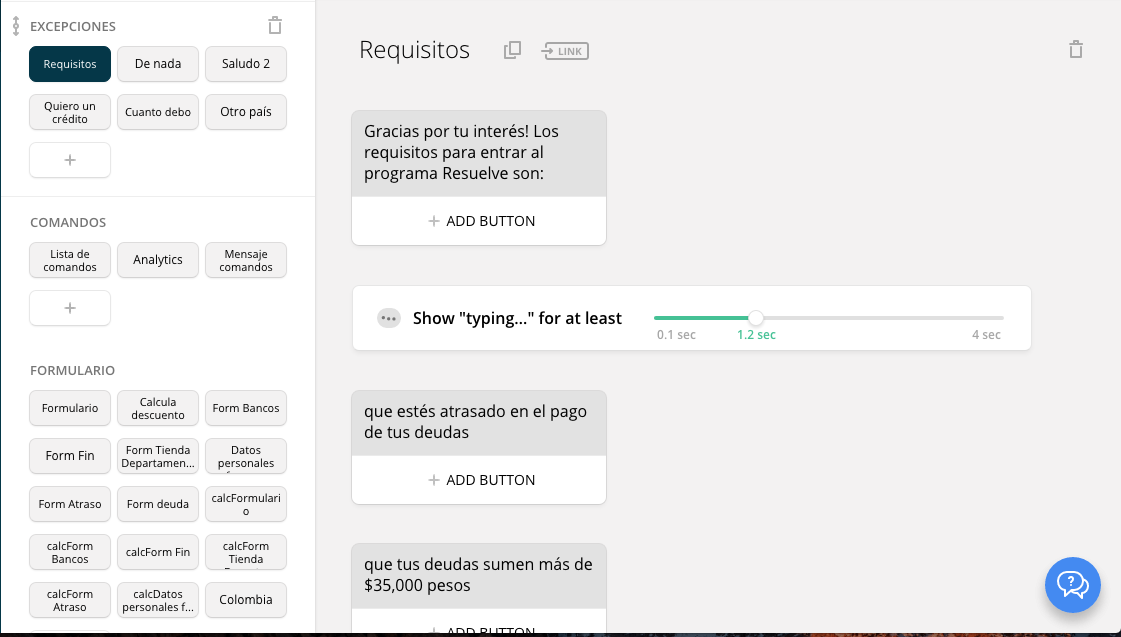 EXCEPCIONES
Requisitos
De nada
Saludo 2
Quiero un
crédito
Cuanto debo
Otro país
+
COMANDOS
Lista de
comandos
Analytics
Mensaje
comandos
+
FORMULARIO
Formulario
Calcula
descuento
Form Bancos
Form Fin
Form Tienda
Departamen...
Datos
personales
Form Atraso
Form deuda
calcFormulari
o
calcForm
Bancos
calcForm Fin
calcForm
Tienda
calcForm
Atraso
calcDatos
personales f...
Colombia
Requisitos
LINK
Gracias por tu interés! Los
requisitos para entrar al
programa Resuelve son:
+ ADD BUTTON
Show "typing..." for at least
0.1 sec
1.2 sec
4 sec
que estés atrasado en el pago
de tus deudas
+ ADD BUTTON
que tus deudas sumen más de
$35,000 pesos
+ ADD BUTTON